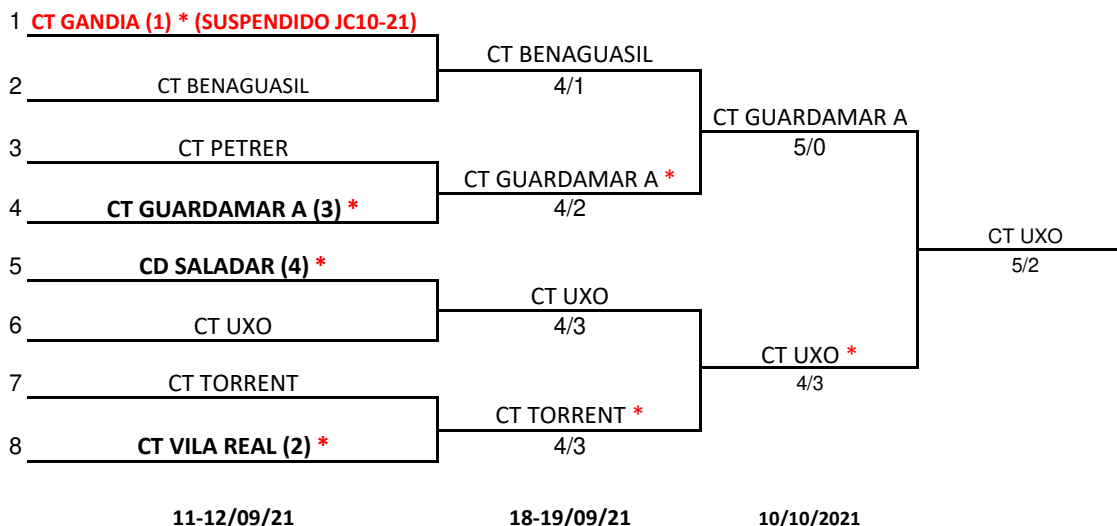 1 CT GANDIA (1) * (SUSPENDIDO JC10-21)
CT BENAGUASIL
4/1
2 CT BENAGUASIL
CT GUARDAMAR A
5/0
3 CT PETRER
CT GUARDAMAR A *
4/2
4 CT GUARDAMAR A (3) *
CT UXO
5/2
5 CD SALADAR (4) *
CT UXO
4/3
6 CT UXO
CT UXO *
4/3
7 CT TORRENT
CT TORRENT *
4/3
8 CT VILA REAL (2) *
11-12/09/21 18-19/09/21 10/10/2021